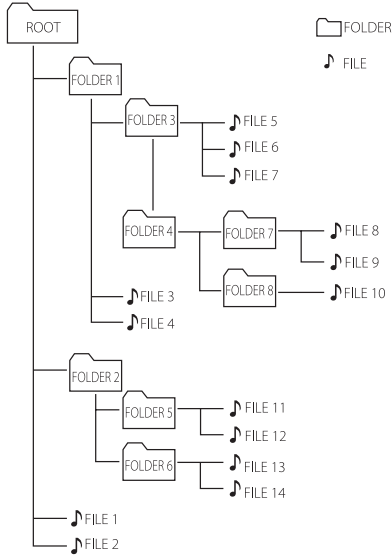 ROOT
FOLDER
FILE
FOLDER 1
FOLDER 3
FILE 5
FILE 6
FILE 7
FOLDER 4
FOLDER 7
FILE 8
FILE 9
FOLDER 8
FILE 10
FILE 3
FILE 4
FOLDER 2
FOLDER 5
FILE 11
FILE 12
FOLDER 6
FILE 13
FILE 14
FILE 1
FILE 2